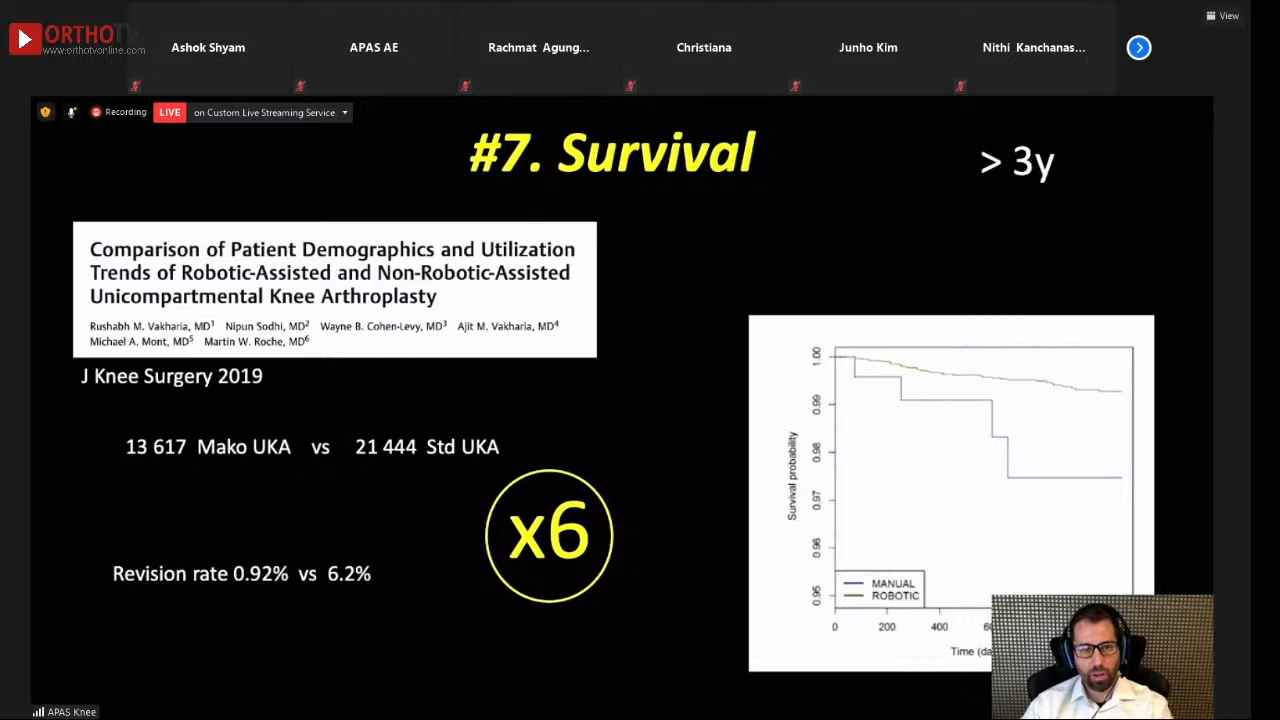 ORTHOTV
www.orthotvonline.com
View
Ashok Shyam
APAS AE
Rachmat Agung...
Christiana
Junho Kim
Nithi Kanchanas...
Recording
LIVE
on Custom Live Streaming Service
#7. Survival
> 3y
Comparison of Patient Demographics and Utilization
Trends of Robotic-Assisted and Non-Robotic-Assisted
Unicompartmental Knee Arthroplasty
Rushabh M. Vakharia, MD1 Nipun Sodhi, MD2 Wayne B. Cohen-Levy, MD3 Ajit M. Vakharia, MD4
Michael A. Mont, MD5 Martin W. Roche, MD6
J Knee Surgery 2019
13 617 Mako UKA vs 21 444 Std UKA
x6
Revision rate 0.92% vs 6.2%
Survival probability
1.00
0.99
0.98
0.97
0.96
0.95
MANUAL
ROBOTIC
0 200 400
Time
APAS Knee